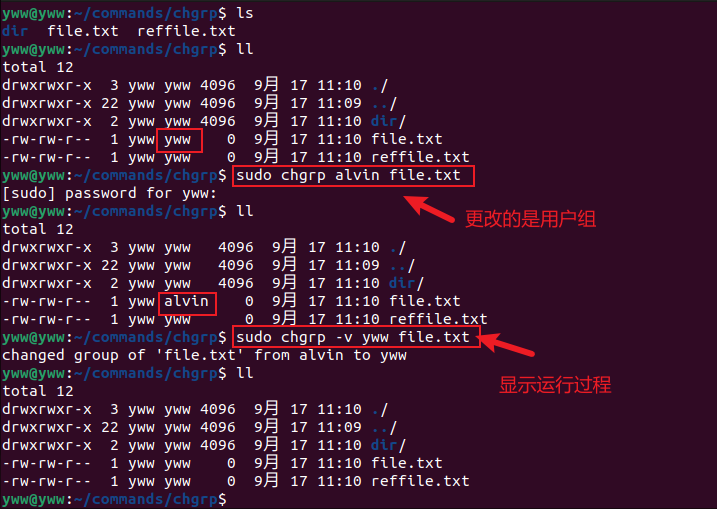 yww@yww:~/commands/chgrp$ ls
dir  file.txt  reffile.txt
yww@yww:~/commands/chgrp$ ll
total 12
drwxrwxr-x  3 yww yww 4096  9月 17 11:10 ./
drwxrwxr-x 22 yww yww 4096  9月 17 11:09 ../
drwxrwxr-x  2 yww yww 4096  9月 17 11:10 dir/
-rw-rw-r--  1 yww yww    0  9月 17 11:10 file.txt
-rw-rw-r--  1 yww yww    0  9月 17 11:10 reffile.txt
yww@yww:~/commands/chgrp$ sudo chgrp alvin file.txt
[sudo] password for yww:
yww@yww:~/commands/chgrp$ ll
更改的是用户组
total 12
drwxrwxr-x  3 yww yww   4096  9月 17 11:10 ./
drwxrwxr-x 22 yww yww   4096  9月 17 11:09 ../
drwxrwxr-x  2 yww yww   4096  9月 17 11:10 dir/
-rw-rw-r--  1 yww alvin    0  9月 17 11:10 file.txt
-rw-rw-r--  1 yww yww      0  9月 17 11:10 reffile.txt
yww@yww:~/commands/chgrp$ sudo chgrp -v yww file.txt
changed group of 'file.txt' from alvin to yww
yww@yww:~/commands/chgrp$ ll
显示运行过程
total 12
drwxrwxr-x  3 yww yww 4096  9月 17 11:10 ./
drwxrwxr-x 22 yww yww 4096  9月 17 11:09 ../
drwxrwxr-x  2 yww yww 4096  9月 17 11:10 dir/
-rw-rw-r--  1 yww yww    0  9月 17 11:10 file.txt
-rw-rw-r--  1 yww yww    0  9月 17 11:10 reffile.txt
yww@yww:~/commands/chgrp$